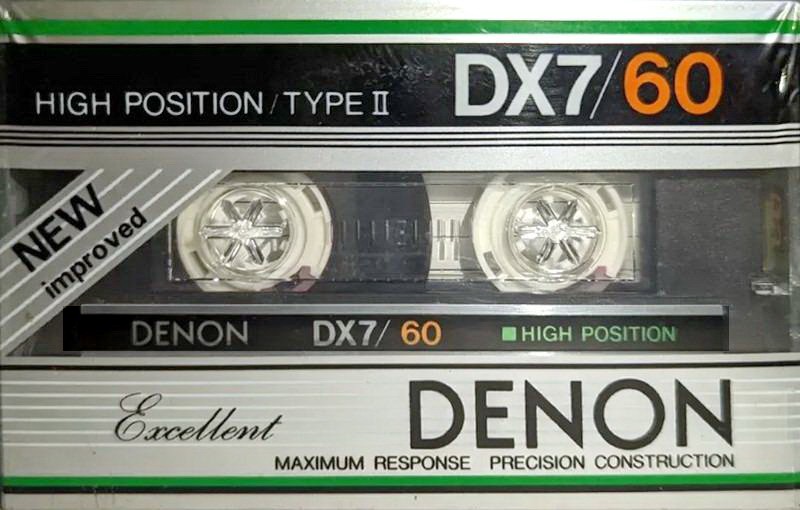 HIGH POSITION / TYPE II DX7/60
NEW
improved
DENON DX7/ 60 ■ HIGH POSITION
Excellent DENON
MAXIMUM RESPONSE PRECISION CONSTRUCTION